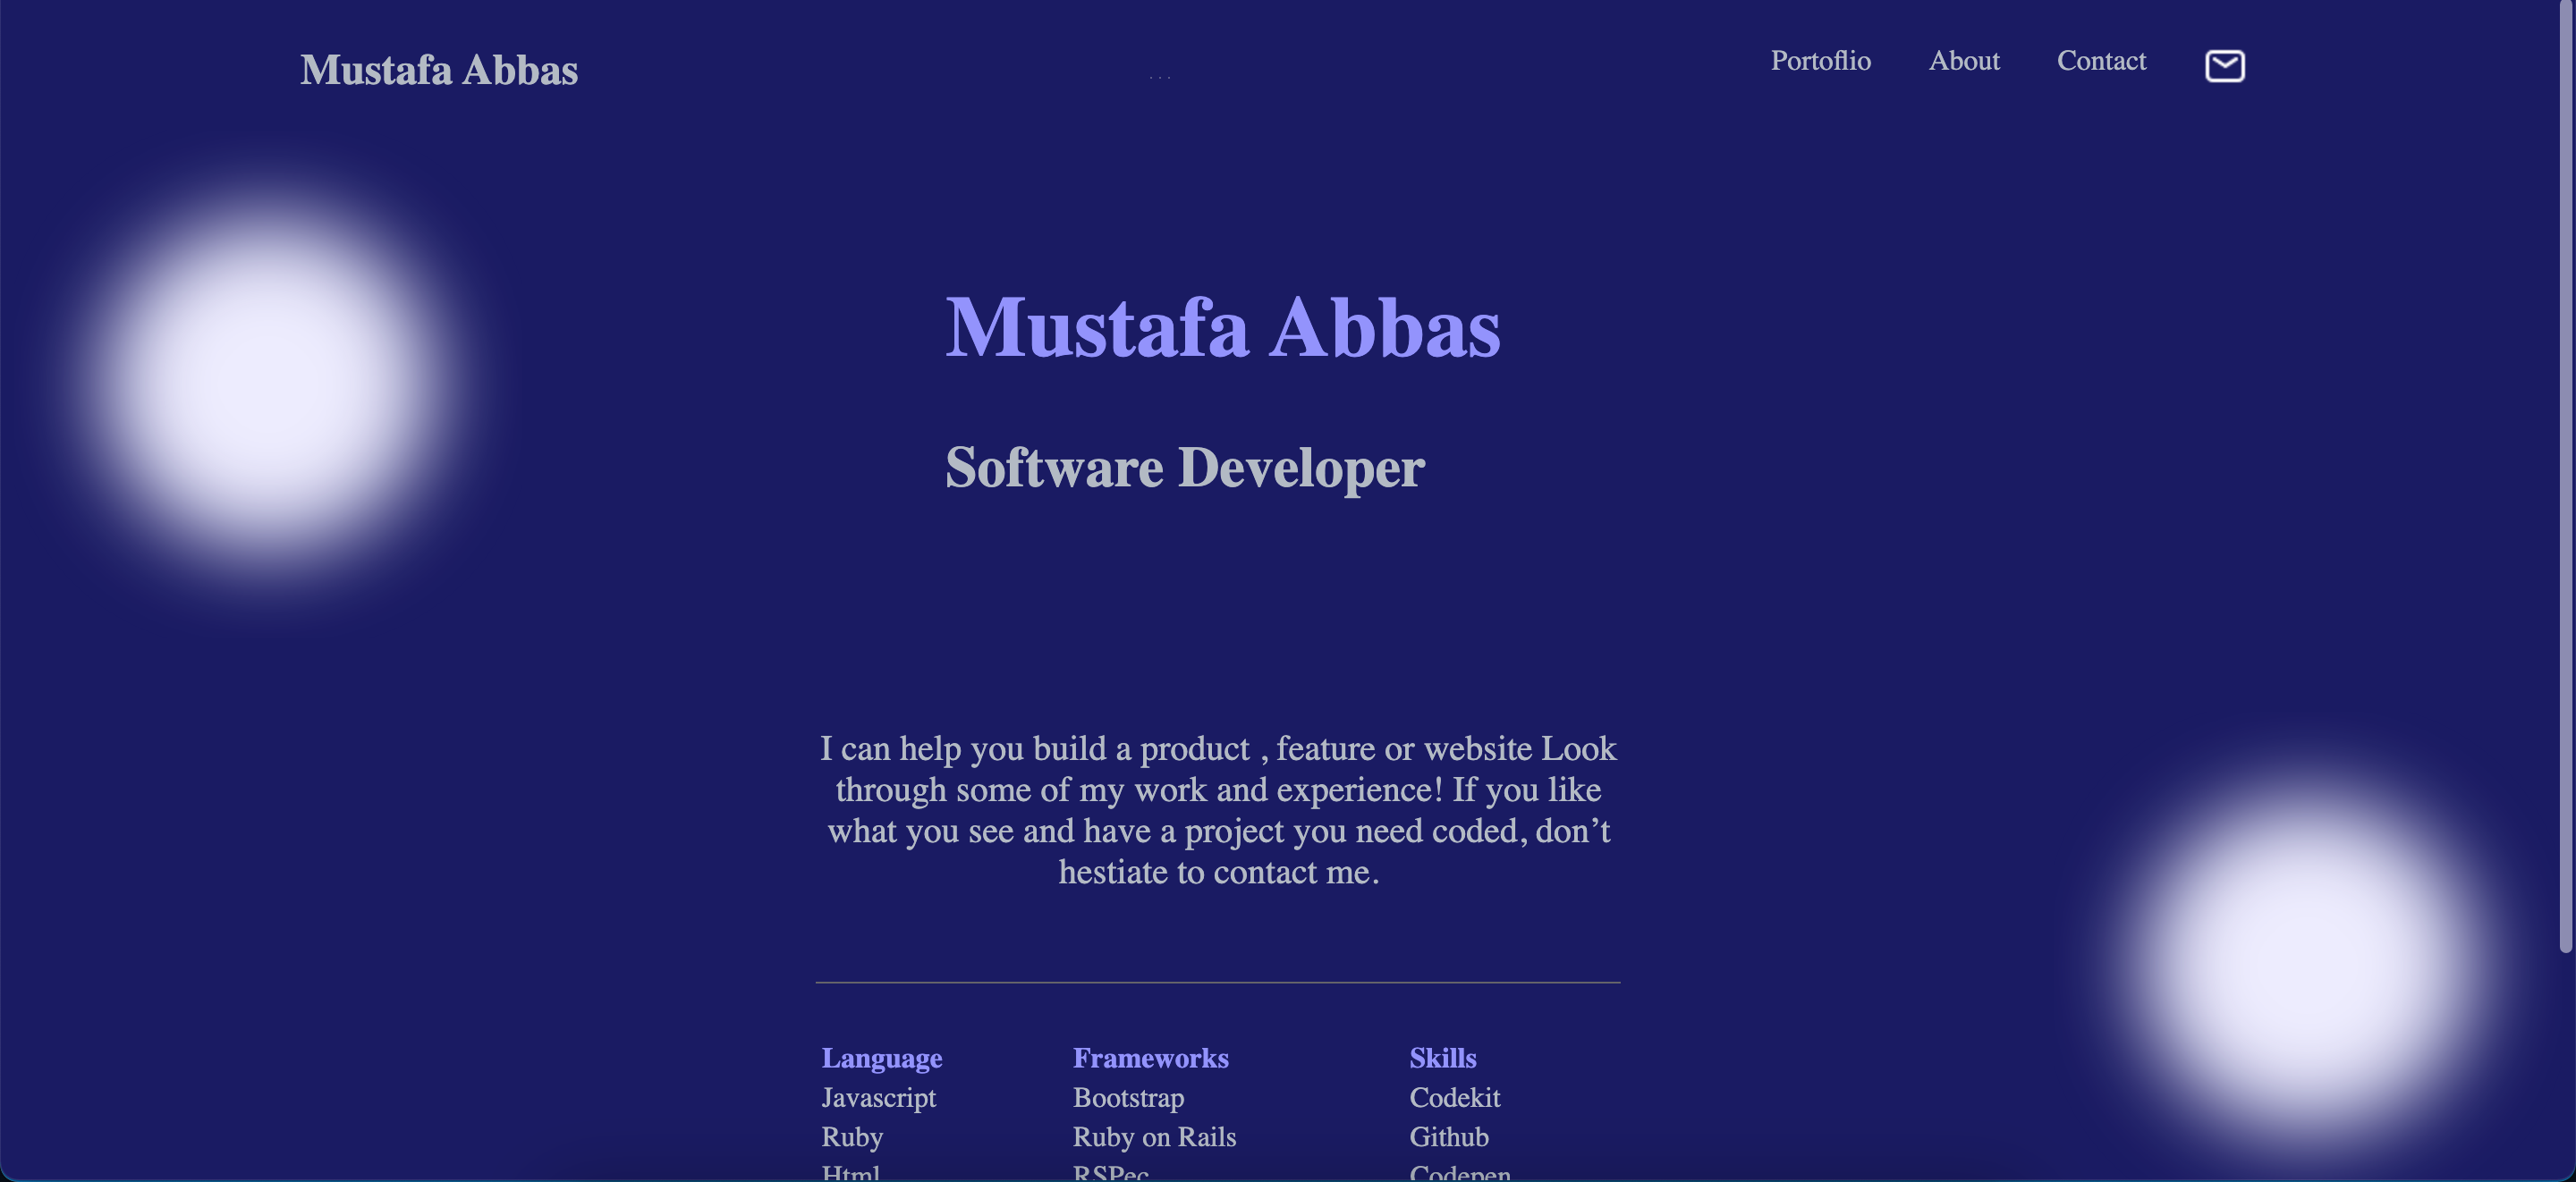 Mustafa Abbas
. . .
Portoflio About Contact
Mustafa Abbas
Software Developer
I can help you build a product , feature or website Look
through some of my work and experience! If you like
what you see and have a project you need coded, don’t
hestiate to contact me.
Language Frameworks Skills
Javascript Bootstrap Codekit
Ruby Ruby on Rails Github
Html RSPec Codepen